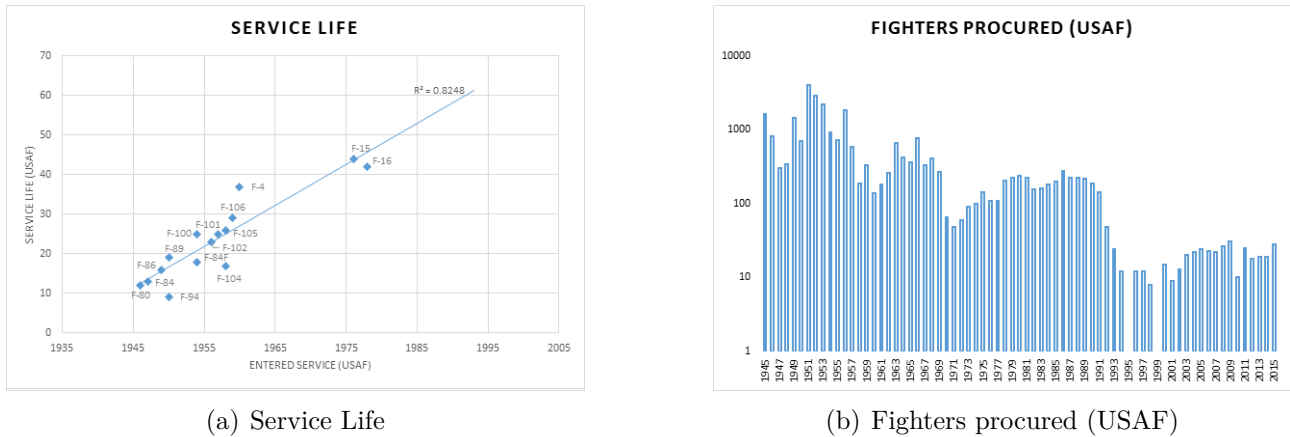 SERVICE LIFE
70
60
50
40
30
20
10
0
SERVICE LIFE (USAF)
R² = 0.8248
F-15
F-16
F-4
F-106
F-101
F-100
F-105
F-89
F-102
F-86
F-84F
F-84
F-104
F-80
F-94
1935 1945 1955 1965 1975 1985 1995 2005
ENTERED SERVICE (USAF)
(a) Service Life
FIGHTERS PROCURED (USAF)
10000
1000
100
10
1
1945 1947 1949 1951 1953 1955 1957 1959 1961 1963 1965 1967 1969 1971 1973 1975 1977 1979 1981 1983 1985 1987 1989 1991 1993 1995 1997 1999 2001 2003 2005 2007 2009 2011 2013 2015
(b) Fighters procured (USAF)